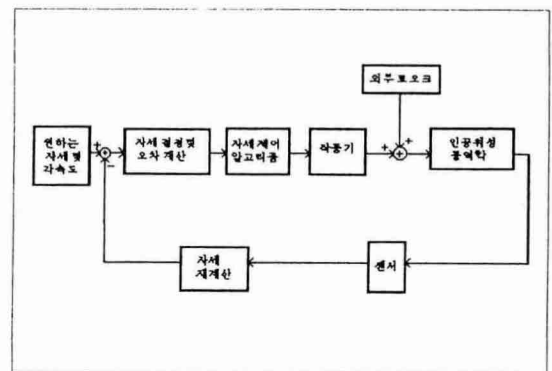 외부토오크
원하는
자세및
각속도
자세결정및
오차계산
자세제어
알고리즘
작동기
인공위성
동역학
+
-
+
+
자세
재계산
센서